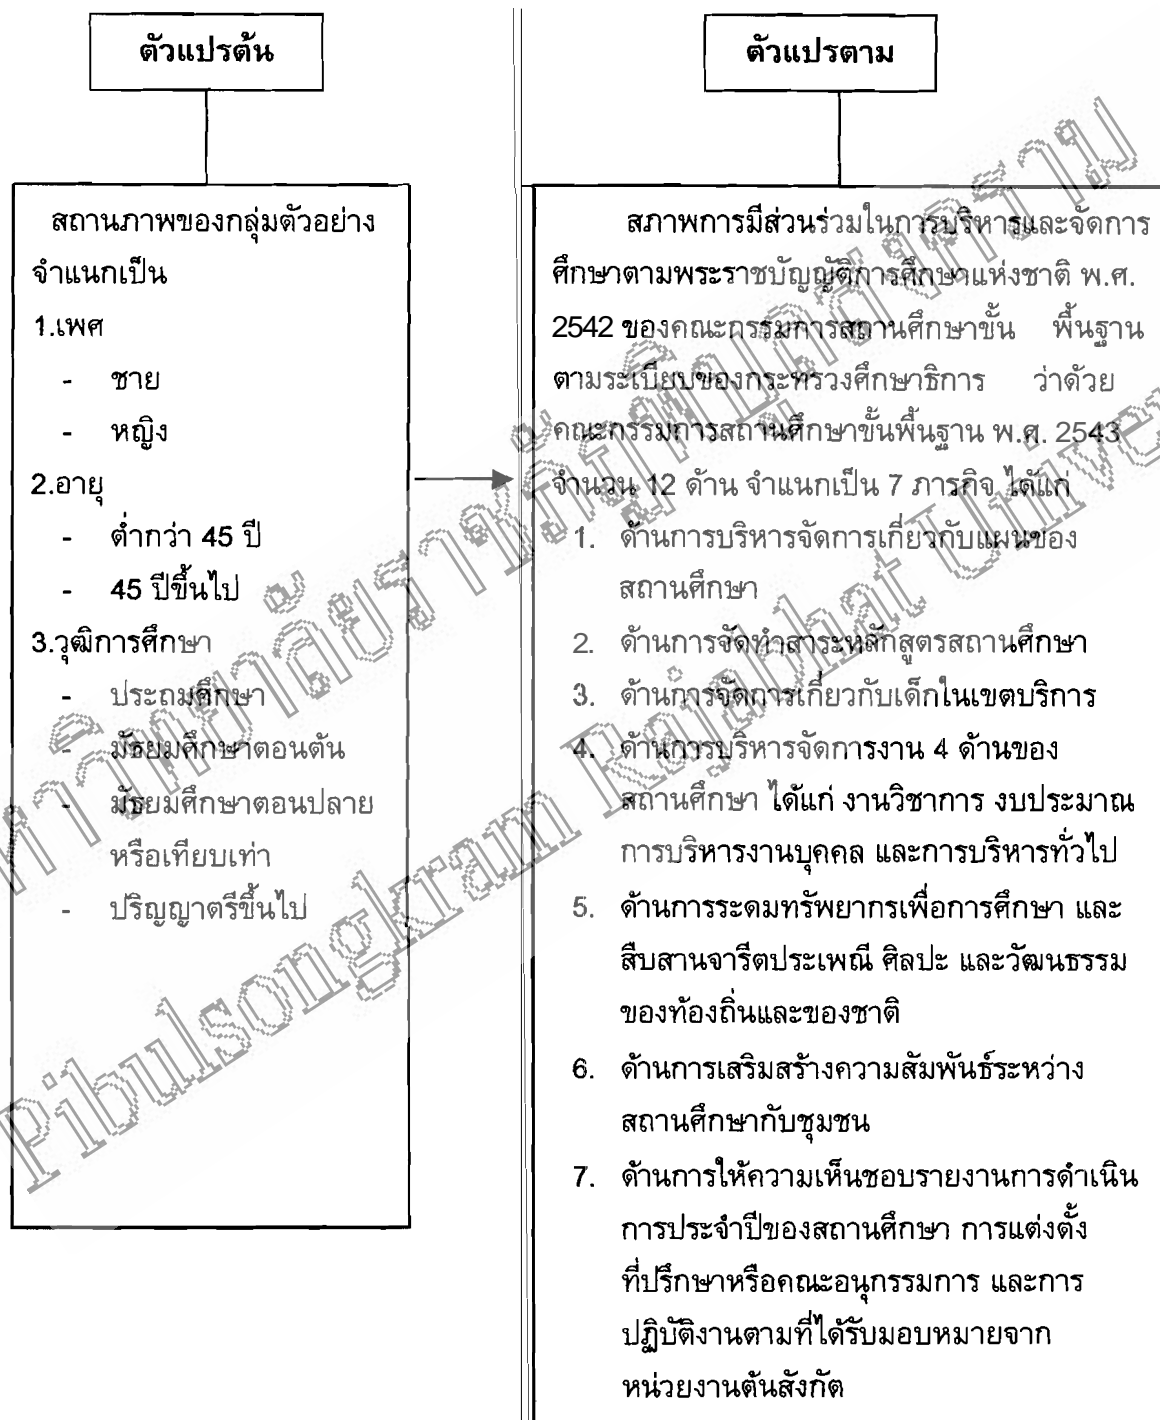 ตัวแปรต้น
สถานภาพของกลุ่มตัวอย่าง
จำแนกเป็น
1.เพศ
- ชาย
- หญิง
2.อายุ
- ต่ำกว่า 45 ปี
- 45 ปีขึ้นไป
3.วุฒิการศึกษา
- ประถมศึกษา
- มัธยมศึกษาตอนต้น
- มัธยมศึกษาตอนปลาย
หรือเทียบเท่า
- ปริญญาตรีขึ้นไป
ตัวแปรตาม
สภาพการมีส่วนร่วมในการบริหารและจัดการ
ศึกษาตามพระราชบัญญัติการศึกษาแห่งชาติ พ.ศ.
2542 ของคณะกรรมการสถานศึกษาขั้น พื้นฐาน
ตามระเบียบของกระทรวงศึกษาธิการ ว่าด้วย
คณะกรรมการสถานศึกษาขั้นพื้นฐาน พ.ศ. 2543
จำนวน 12 ด้าน จำแนกเป็น 7 ภารกิจ ได้แก่
1. ด้านการบริหารจัดการเกี่ยวกับแผนของ
สถานศึกษา
2. ด้านการจัดทำสาระหลักสูตรสถานศึกษา
3. ด้านการจัดการเกี่ยวกับเด็กในเขตบริการ
4. ด้านการบริหารจัดการงาน 4 ด้านของ
สถานศึกษา ได้แก่ งานวิชาการ งบประมาณ
การบริหารงานบุคคล และการบริหารทั่วไป
5. ด้านการระดมทรัพยากรเพื่อการศึกษา และ
สืบสานจารีตประเพณี ศิลปะ และวัฒนธรรม
ของท้องถิ่นและของชาติ
6. ด้านการเสริมสร้างความสัมพันธ์ระหว่าง
สถานศึกษากับชุมชน
7. ด้านการให้ความเห็นชอบรายงานการดำเนิน
การประจำปีของสถานศึกษา การแต่งตั้ง
ที่ปรึกษาหรือคณะอนุกรรมการ และการ
ปฏิบัติงานตามที่ได้รับมอบหมายจาก
หน่วยงานต้นสังกัด
Pibulsongkram Rajabhat